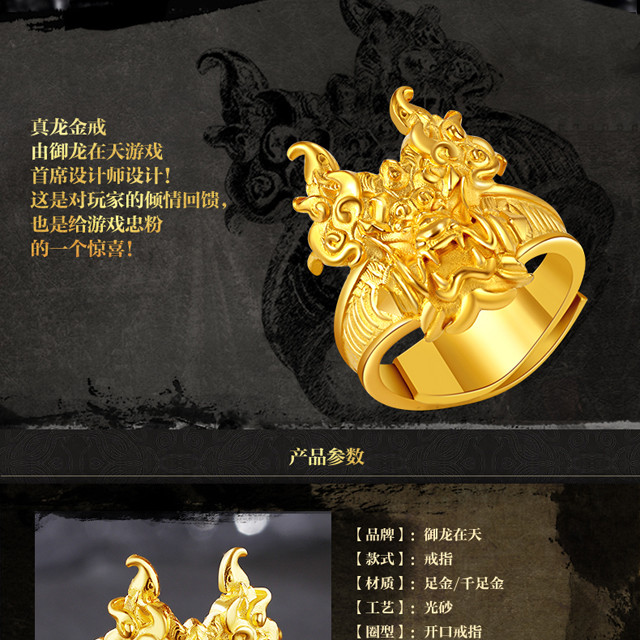 真龙金戒
由御龙在天游戏
首席设计师设计!
这是对玩家的倾情回馈,
也是给游戏忠粉
的一个惊喜!
产品参数
【品牌】: 御龙在天
【款式】: 戒指
【材质】: 足金/千足金
【工艺】: 光砂
【圈型】: 开口戒指